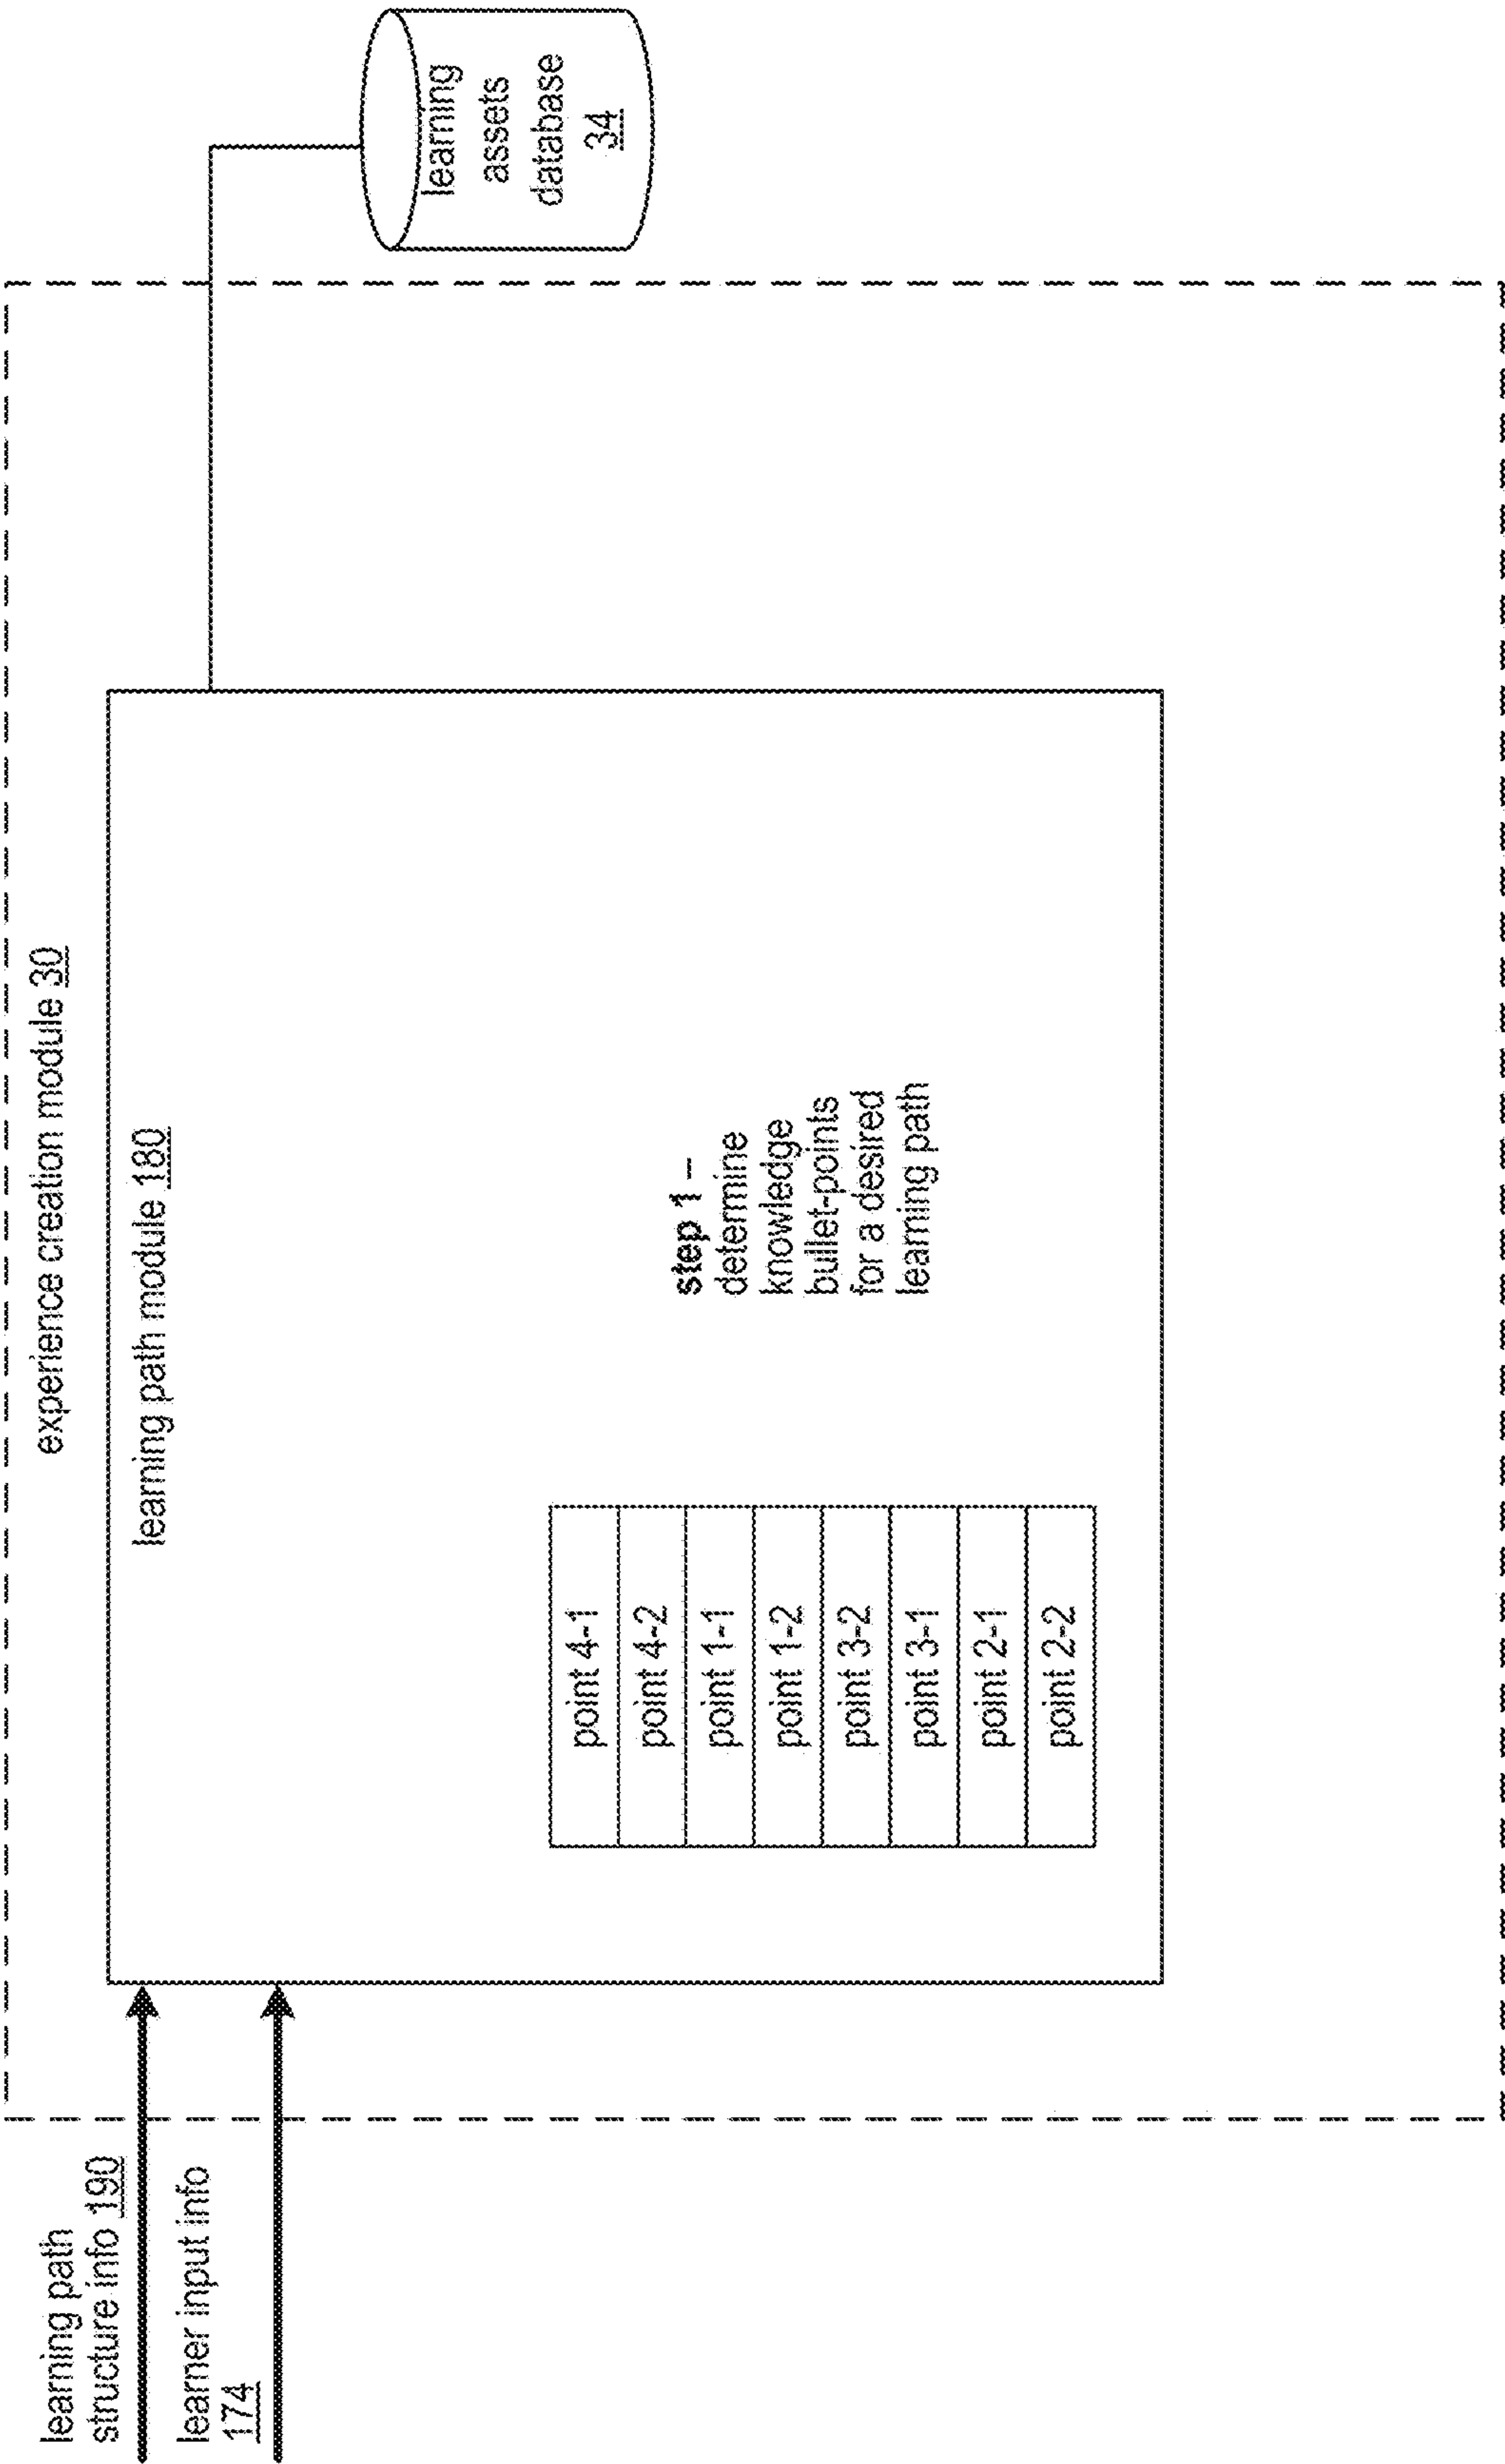 experience creation module 30
learning path
structure info 190
learner input info
174
learning path module 180
point 4-1
point 4-2
point 1-1
point 1-2
point 3-2
point 3-1
point 2-1
point 2-2
step 1 –
determine
knowledge
bullet-points
for a desired
learning path
learning
assets
database
34